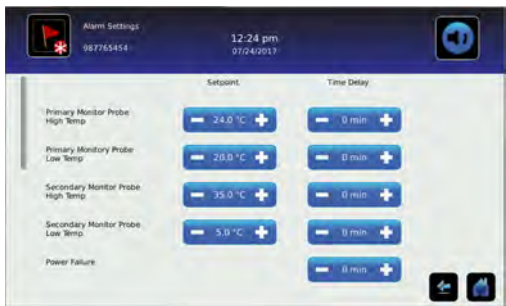 Alarm Settings
987765454
12:24 pm
07/24/2017
Setpoint
Time Delay
Primary Monitor Probe
High Temp
24.0 °C
0 min
Primary Monitory Probe
Low Temp
20.0 °C
0 min
Secondary Monitor Probe
High Temp
35.0 °C
0 min
Secondary Monitor Probe
Low Temp
5.0 °C
0 min
Power Failure
0 min